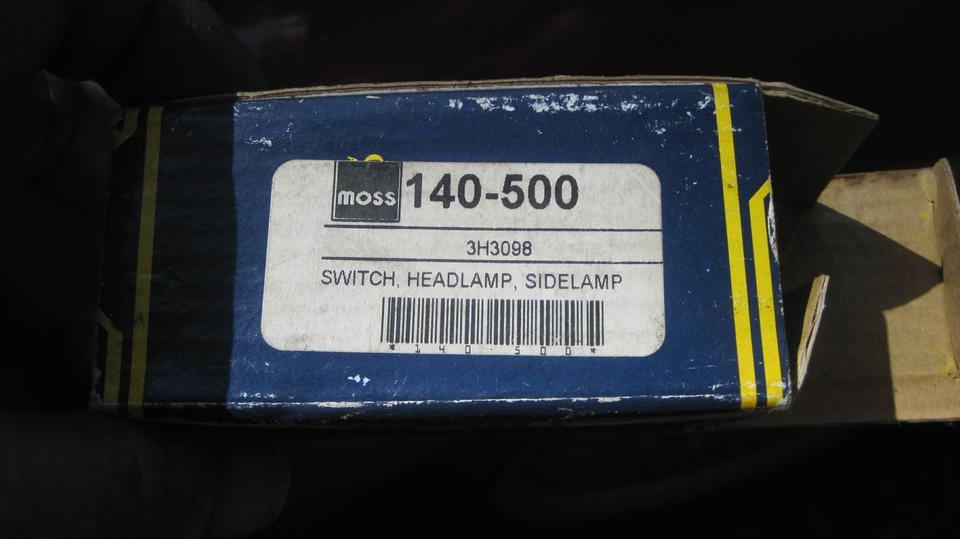 moss 140-500
3H3098
SWITCH, HEADLAMP, SIDELAMP
*140-500*